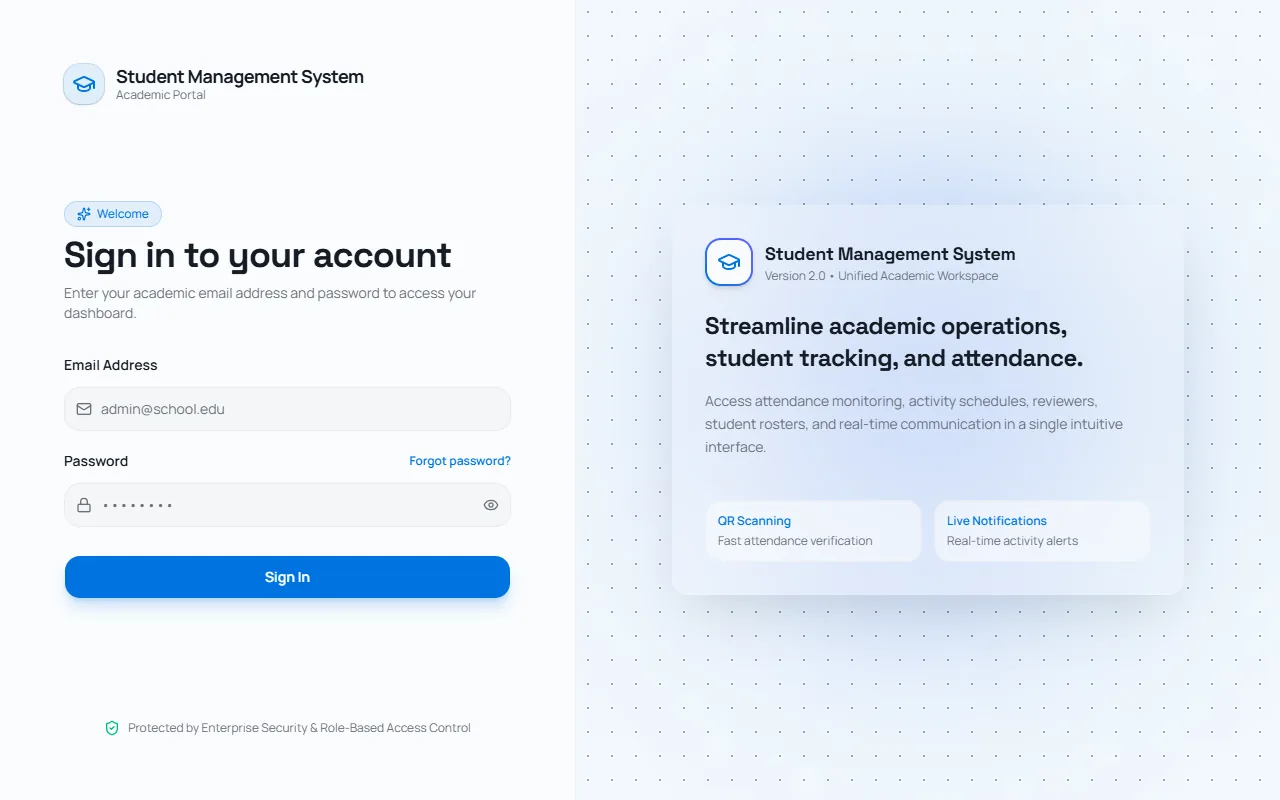 Student Management System
Academic Portal
Welcome
Sign in to your account
Enter your academic email address and password to access your
dashboard.
Email Address
admin@school.edu
Password
Forgot password?
••••••••
Sign In
Protected by Enterprise Security & Role-Based Access Control
Student Management System
Version 2.0 • Unified Academic Workspace
Streamline academic operations,
student tracking, and attendance.
Access attendance monitoring, activity schedules, reviewers,
student rosters, and real-time communication in a single intuitive
interface.
QR Scanning
Fast attendance verification
Live Notifications
Real-time activity alerts